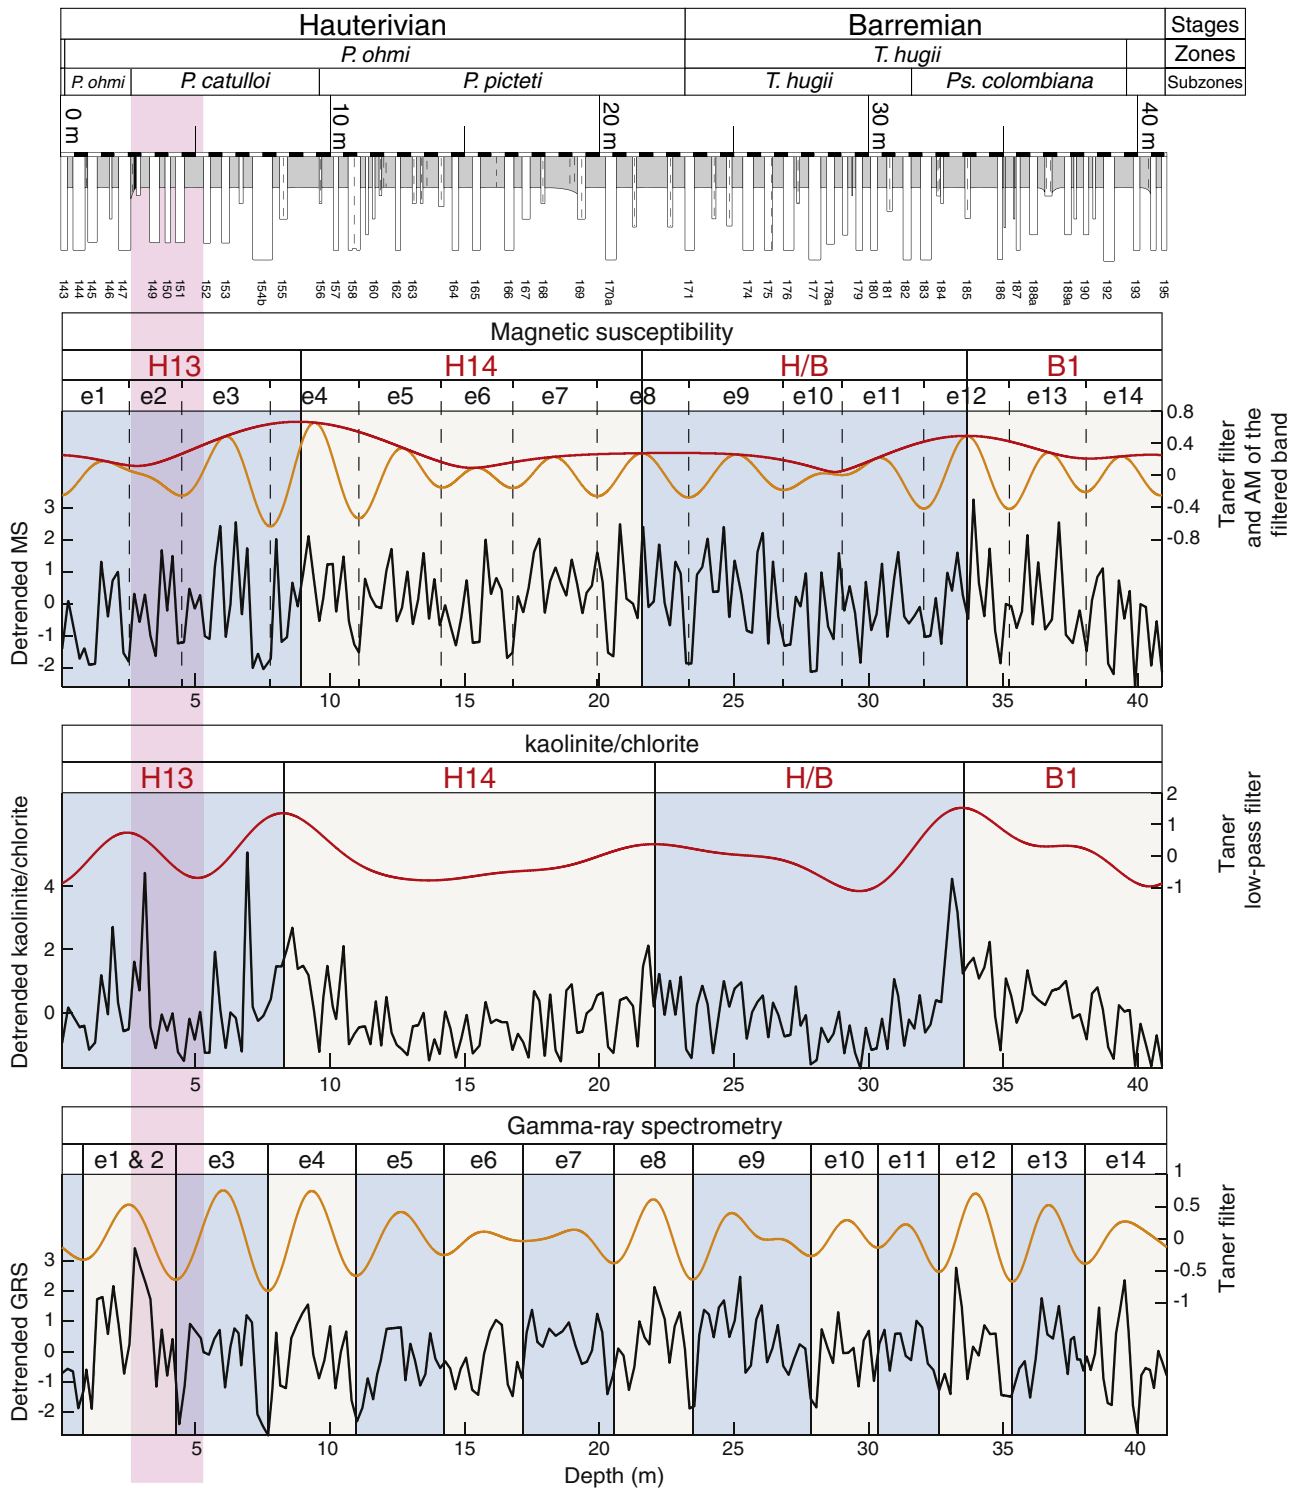 Hauterivian Barremian Stages
P. ohmi T. hugii Zones
P. ohmi P. catulloi P. picteti T. hugii Ps. colombiana Subzones
0 m 10 m 20 m 30 m 40 m
143 144 145 146 147 149 150 151 152 153 154b 155 156 157 158 160 162 163 164 165 166 167 168 169 170a 171 174 175 176 177 178a 179 180 181 182 183 184 185 186 187 188a 189a 190 192 193 195
Magnetic susceptibility
H13 H14 H/B B1
e1 e2 e3 e4 e5 e6 e7 e8 e9 e10 e11 e12 e13 e14
Detrended MS
3
2
1
0
-1
-2
0.8
0.4
0
-0.4
-0.8
Taner filter
and AM of the
filtered band
5 10 15 20 25 30 35 40
kaolinite/chlorite
H13 H14 H/B B1
Detrended kaolinite/chlorite
4
2
0
2
1
0
-1
Taner
low-pass filter
5 10 15 20 25 30 35 40
Gamma-ray spectrometry
e1 & 2 e3 e4 e5 e6 e7 e8 e9 e10 e11 e12 e13 e14
Detrended GRS
3
2
1
0
-1
-2
1
0.5
0
-0.5
-1
Taner filter
5 10 15 20 25 30 35 40
Depth (m)